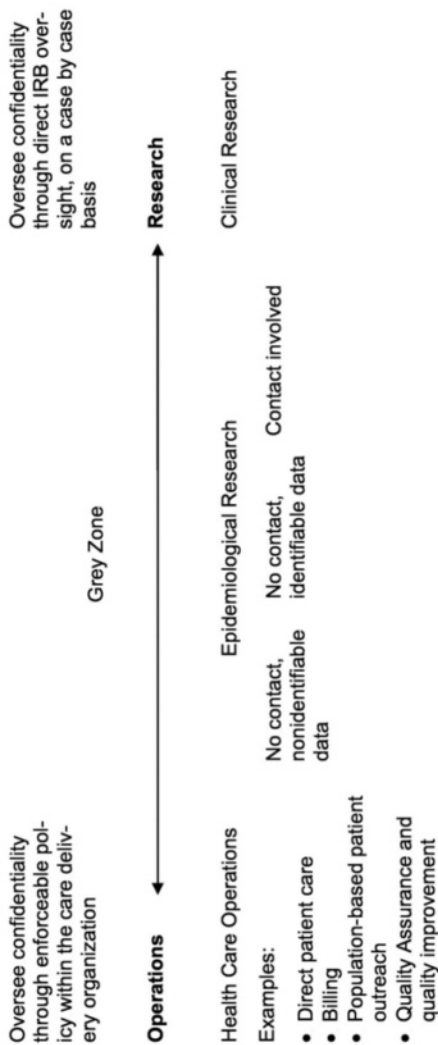 Oversee confidentiality
through enforceable pol-
icy within the care deliv-
ery organization
Grey Zone
Oversee confidentiality
through direct IRB over-
sight, on a case by case
basis
Operations
Research
Health Care Operations
Epidemiological Research
Clinical Research
Examples:
• Direct patient care
• Billing
• Population-based patient
outreach
• Quality Assurance and
quality improvement
No contact,
nonidentifiable
data
No contact,
identifiable data
Contact involved